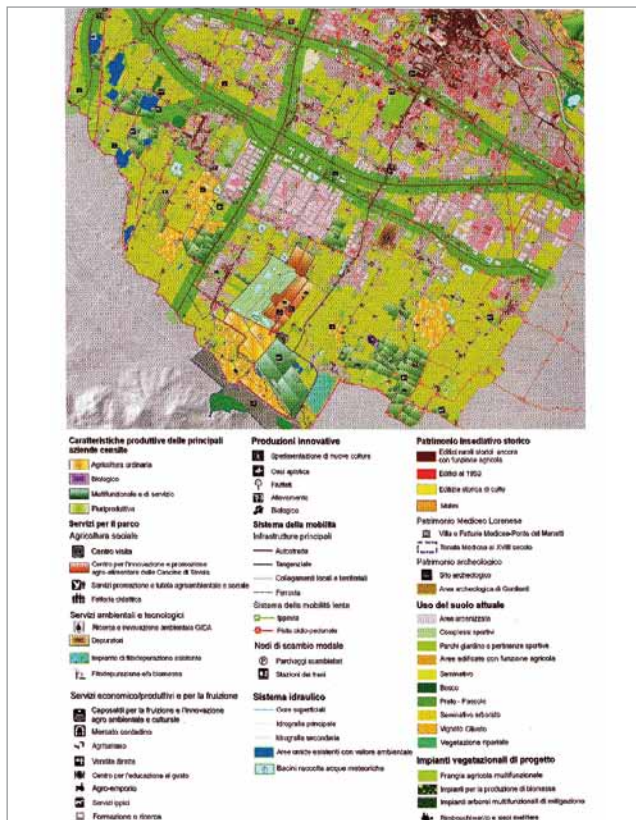 Caratteristiche produttive delle principali
aziende censite
Agricoltura ordinaria
Biologico
Multifunzionale e di servizio
Pluriproduttiva
Servizi per il parco
Agricoltura sociale
Centro visita
Centro per l'innovazione e promozione
agro-alimentare delle Cascine di Tavola
Servizi promozione e tutela agroambientale e sociale
Fattoria didattica
Servizi ambientali e tecnologici
Ricerca e innovazione ambientale GIDA
Depuratori
Impianto di fitodepurazione esistente
Fitodepurazione e/o biomasse
Servizi economico/produttivi e per la fruizione
Caposaldi per la fruizione e l'innovazione
agro ambientale e culturale
Mercato contadino
Agriturismo
Vendita diretta
Centro per l'educazione al gusto
Agro-emporio
Servizi ippici
Formazione e ricerca
Produzioni innovative
Sperimentazione di nuove colture
Oasi apistica
Frutteti
Allevamento
Biologico
Sistema della mobilità
Infrastrutture principali
Autostrade
Tangenziale
Collegamenti locali e territoriali
Ferrovia
Sistema della mobilità lenta
Ippovia
Pista ciclo-pedonale
Nodi di scambio modale
Parcheggi scambiatori
Stazioni dei treni
Sistema idraulico
Gore superficiali
Idrografia principale
Idrografia secondaria
Aree umide esistenti con valore ambientale
Bacini raccolta acque meteoriche
Patrimonio insediativo storico
Edifici rurali storici ancora
con funzione agricola
Edifici al 1953
Edilizia storica di culto
Mulini
Patrimonio Mediceo Lorenese
Villa e Fattoria Medicea-Ponte del Manetti
Tenuta Medicea al XVIII secolo
Patrimonio archeologico
Sito archeologico
Area archeologica di Gonfienti
Uso del suolo attuale
Aree urbanizzate
Complessi sportivi
Parchi giardino e pertinenze sportive
Aree edificate con funzione agricola
Seminativo
Bosco
Prato - Pascolo
Seminativo arborato
Vigneto Oliveto
Vegetazione ripariale
Impianti vegetazionali di progetto
Frangia agricola multifunzionale
Impianti per la produzione di biomasse
Impianti arborei multifunzionali di mitigazione
Rimboschimento e siepi mellifere